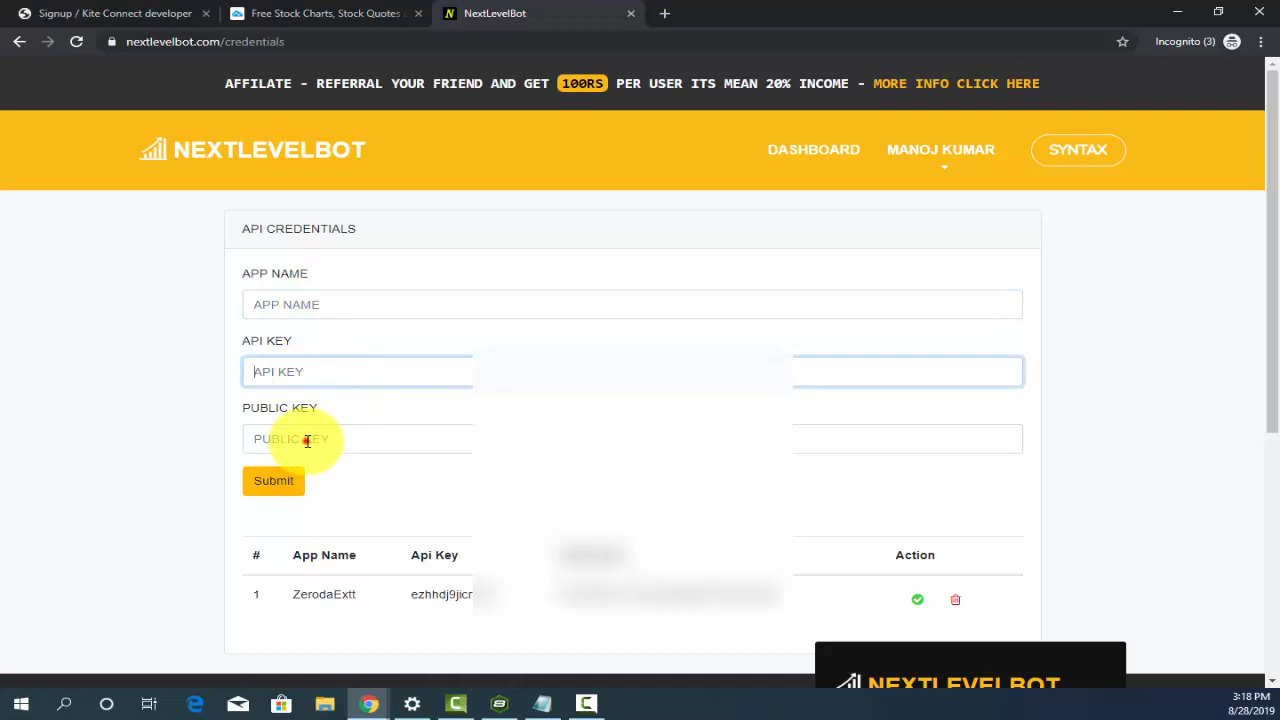 Signup / Kite Connect developer
Free Stock Charts, Stock Quotes
NextLevelBot
nextlevelbot.com/credentials
Incognito (3)
AFFILIATE - REFERRAL YOUR FRIEND AND GET 100RS PER USER ITS MEAN 20% INCOME - MORE INFO CLICK HERE
NEXTLEVELBOT
DASHBOARD
MANOJ KUMAR
SYNTAX
API CREDENTIALS
APP NAME
APP NAME
API KEY
API KEY
PUBLIC KEY
PUBLIC KEY
Submit
# App Name Api Key Action
1 ZerodaExtt
NEXTLEVELBOT
3:18 PM
8/28/2019